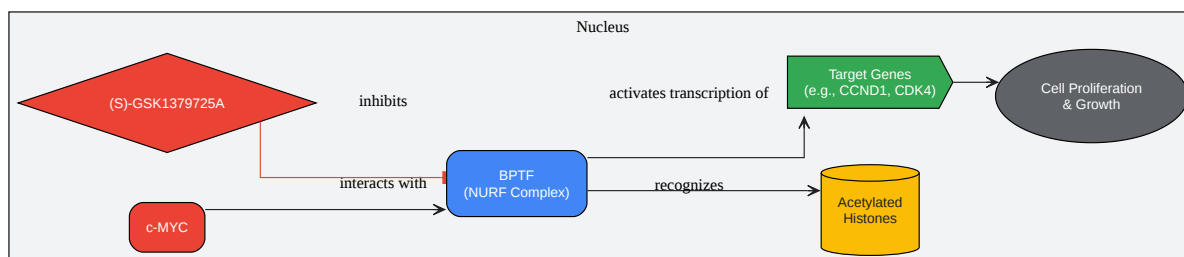 Nucleus
(S)-GSK1379725A
inhibits
activates transcription of
Target Genes
(e.g., CCND1, CDK4)
Cell Proliferation
& Growth
interacts with
BPTF
(NURF Complex)
recognizes
c-MYC
Acetylated
Histones